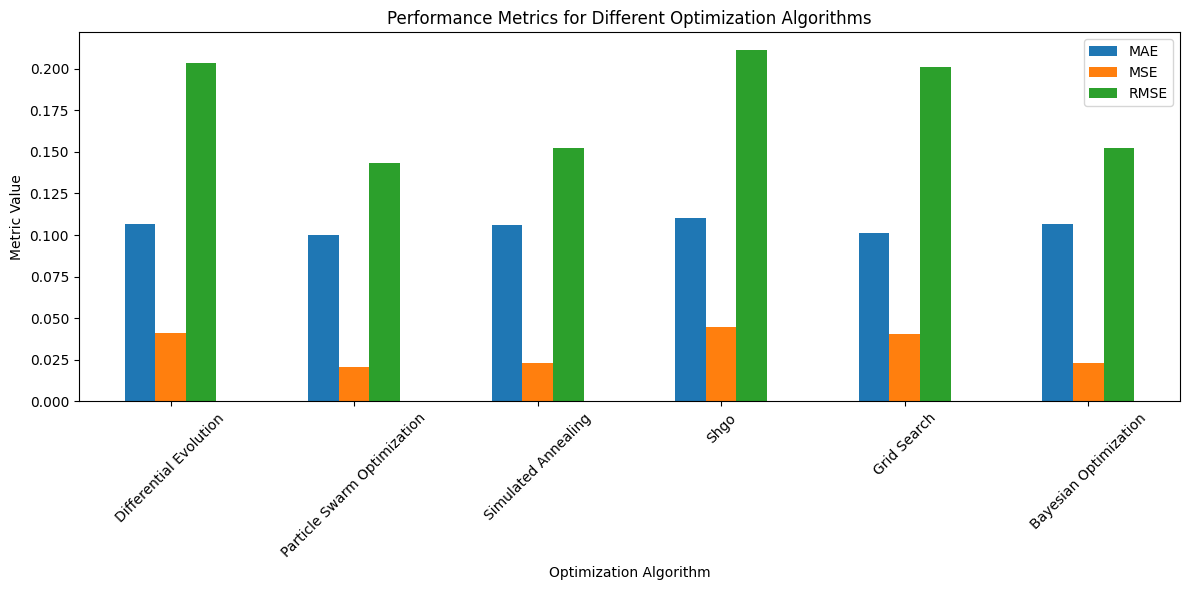 Performance Metrics for Different Optimization Algorithms
MAE
MSE
RMSE
Metric Value
0.200
0.175
0.150
0.125
0.100
0.075
0.050
0.025
0.000
Differential Evolution
Particle Swarm Optimization
Simulated Annealing
Shgo
Grid Search
Bayesian Optimization
Optimization Algorithm